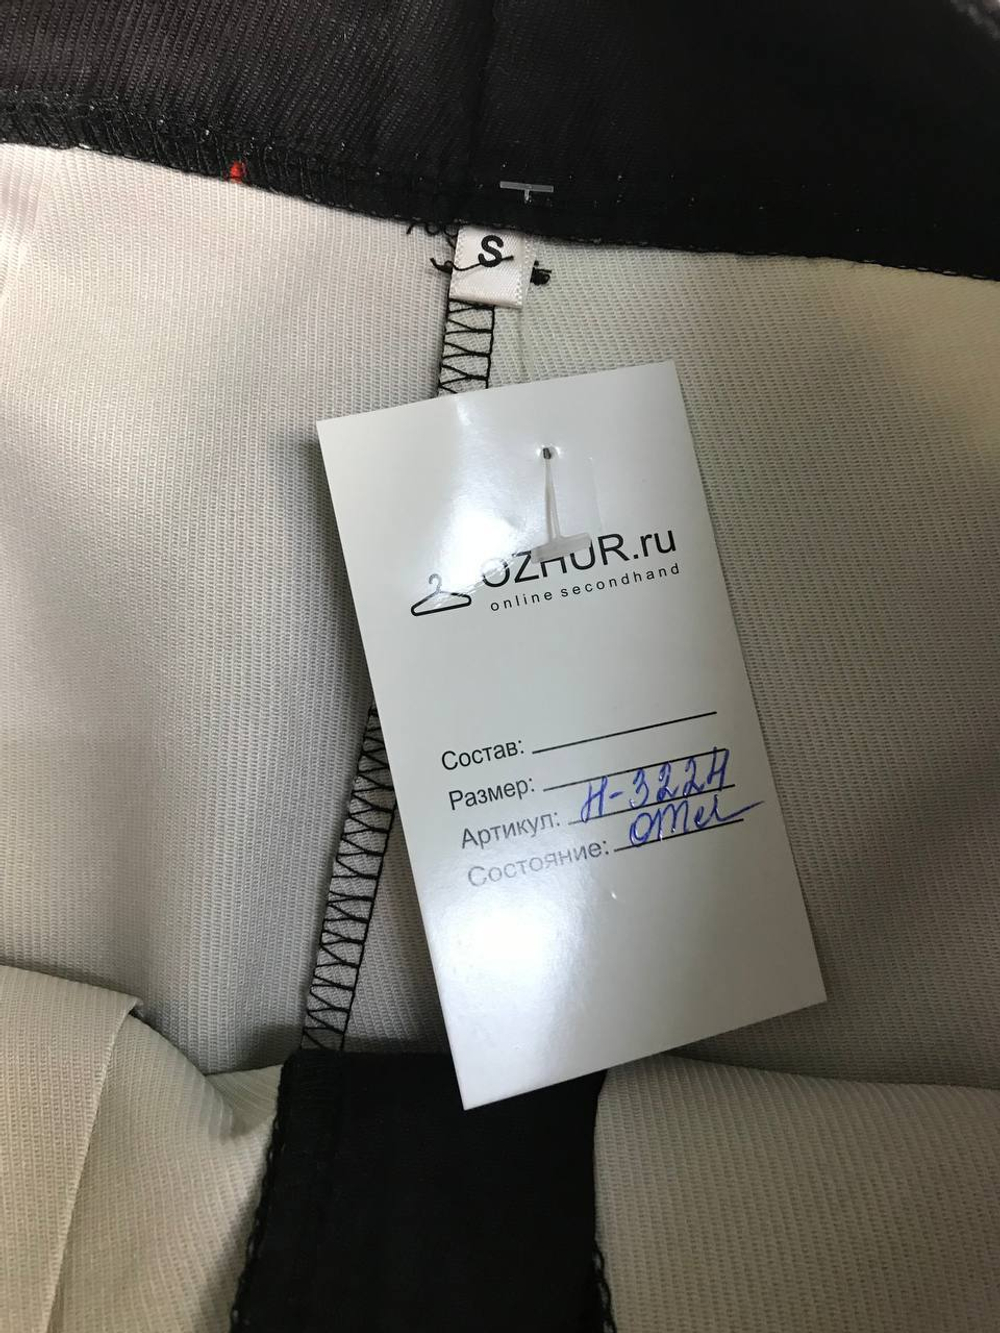 S
OZHUR.ru
online secondhand
Состав:
Размер:
Артикул: Н-3224
Состояние: отл